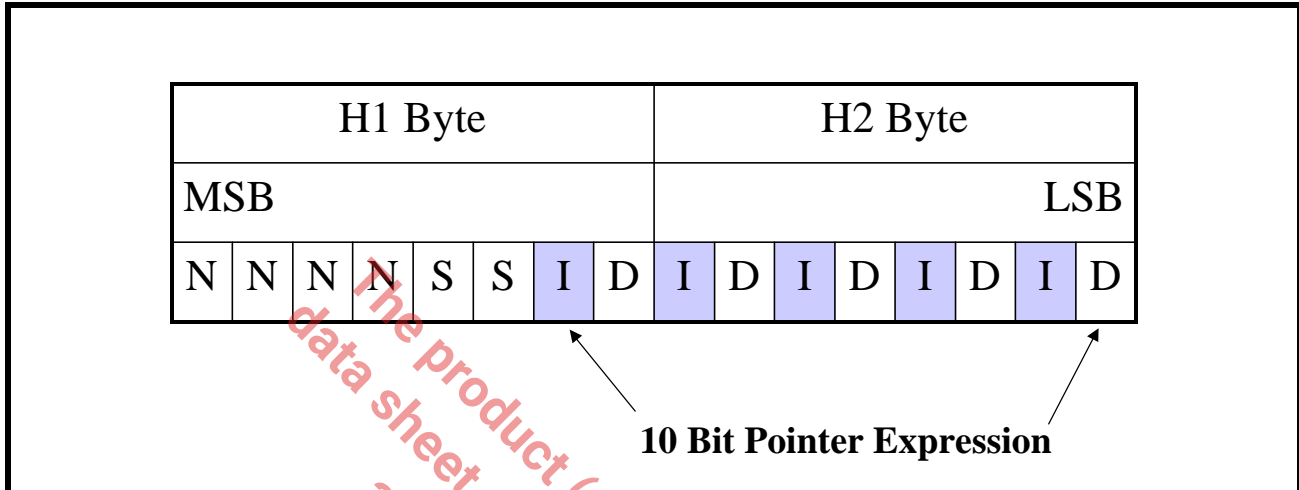 H1 Byte H2 Byte
MSB LSB
N N N N S S I D I D I D I D I D
The product (
data sheet
10 Bit Pointer Expression